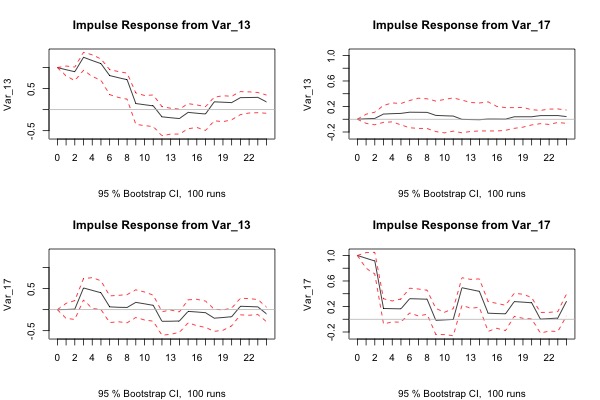 Impulse Response from Var_13
Var_13
0.5
-0.5
0 2 4 6 8 10 13 16 19 22
95 % Bootstrap CI, 100 runs
Impulse Response from Var_17
Var_13
1.0
0.6
0.2
-0.2
0 2 4 6 8 10 13 16 19 22
95 % Bootstrap CI, 100 runs
Impulse Response from Var_13
Var_17
0.5
-0.5
0 2 4 6 8 10 13 16 19 22
95 % Bootstrap CI, 100 runs
Impulse Response from Var_17
Var_17
1.0
0.6
0.2
-0.2
0 2 4 6 8 10 13 16 19 22
95 % Bootstrap CI, 100 runs